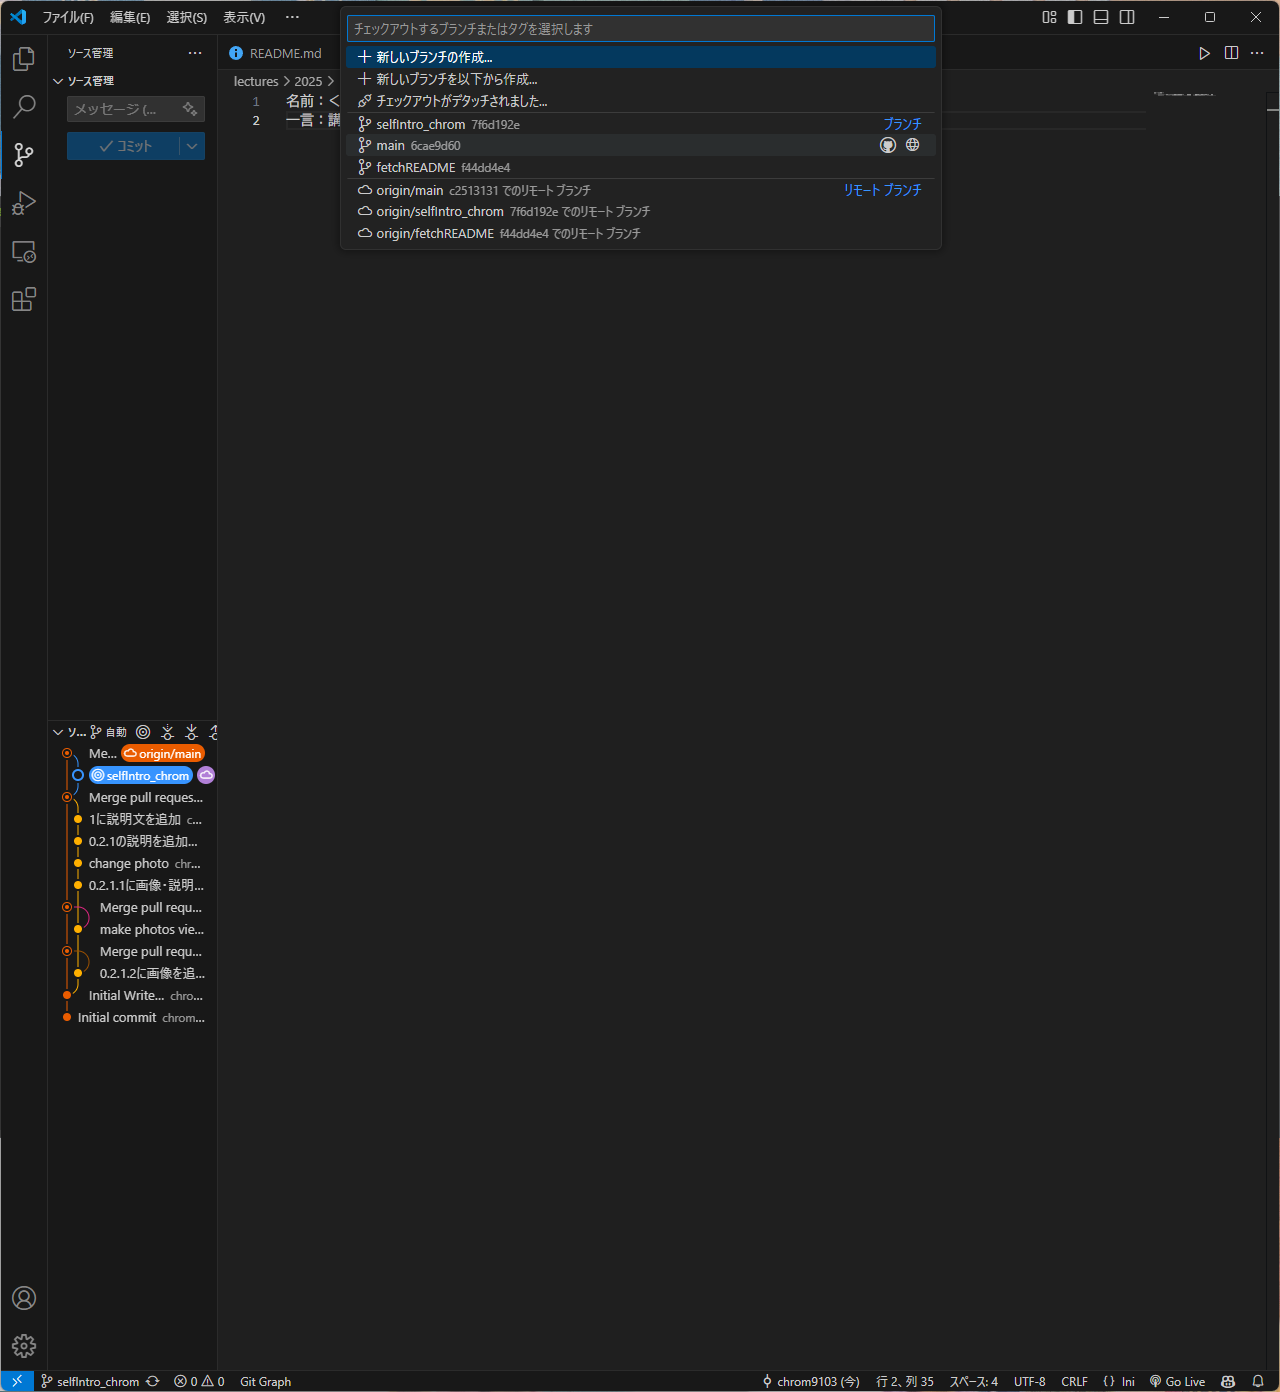 ファイル(F) 編集(E) 選択(S) 表示(V) ···
チェックアウトするブランチまたはタグを選択します
新しいブランチの作成...
新しいブランチを以下から作成...
チェックアウトがデタッチされました...
selfIntro_chrom 7f6d192e ブランチ
main 6cae9d60
fetchREADME f44dd4e4
origin/main c2513131 でのリモート ブランチ リモート ブランチ
origin/selfIntro_chrom 7f6d192e でのリモート ブランチ
origin/fetchREADME f44dd4e4 でのリモート ブランチ
ソース管理 ···
ソース管理
メッセージ (...
コミット
README.md
lectures > 2025 >
1 名前：く
2 一言：講
ソ... 自動
Me... origin/main
selfIntro_chrom
Merge pull reques...
1に説明文を追加 c...
0.2.1の説明を追加...
change photo chr...
0.2.1.1に画像・説明...
Merge pull requ...
make photos vie...
Merge pull requ...
0.2.1.2に画像を追...
Initial Write... chro...
Initial commit chrom...
selfIntro_chrom 0 0 Git Graph chrom9103 (今) 行 2、列 35 スペース: 4 UTF-8 CRLF {} Ini Go Live